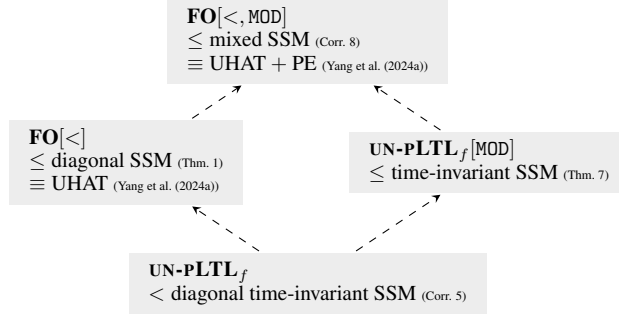 FO[<, MOD]
≤ mixed SSM (Corr. 8)
≡ UHAT + PE (Yang et al. (2024a))
FO[<]
≤ diagonal SSM (Thm. 1)
≡ UHAT (Yang et al. (2024a))
UN-PLTL_f[MOD]
≤ time-invariant SSM (Thm. 7)
UN-PLTL_f
< diagonal time-invariant SSM (Corr. 5)